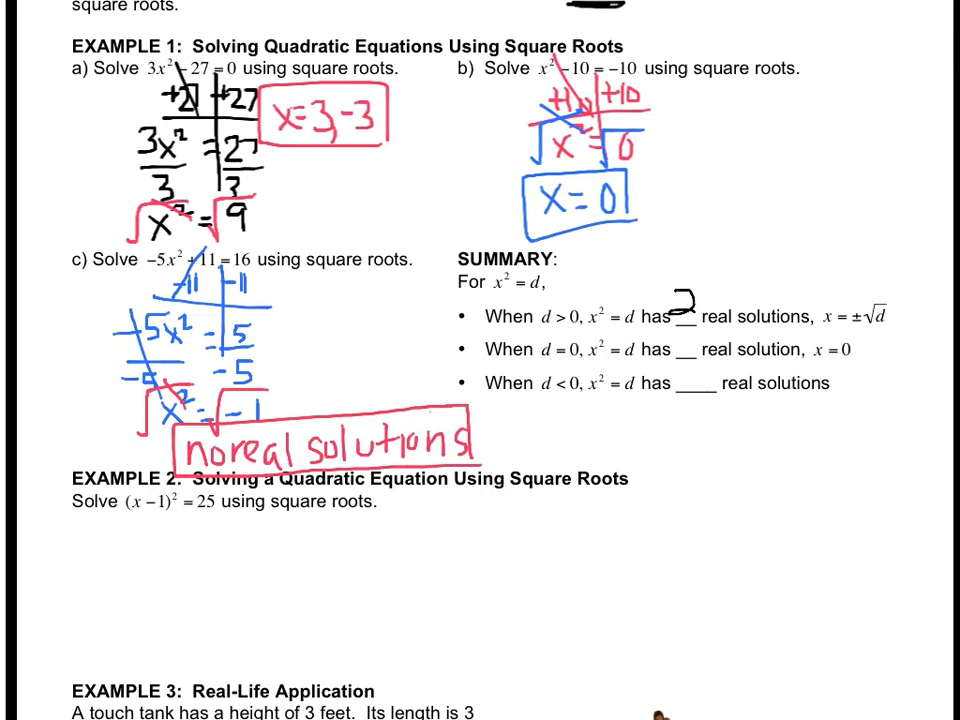 square roots.
EXAMPLE 1: Solving Quadratic Equations Using Square Roots
a) Solve 3x² − 27 = 0 using square roots.
+27 +27
3x² = 27
3 3
√x² = √9
x = 3, -3
b) Solve x² − 10 = −10 using square roots.
+10 +10
√x² = √0
x = 0
c) Solve −5x² + 11 = 16 using square roots.
-11 -11
-5x² = 5
-5 -5
√x² = √-1
no real solutions
SUMMARY:
For x² = d,
• When d > 0, x² = d has 2 real solutions, x = ±√d
• When d = 0, x² = d has __ real solution, x = 0
• When d < 0, x² = d has ____ real solutions
EXAMPLE 2: Solving a Quadratic Equation Using Square Roots
Solve (x − 1)² = 25 using square roots.
EXAMPLE 3: Real-Life Application
A touch tank has a height of 3 feet. Its length is 3